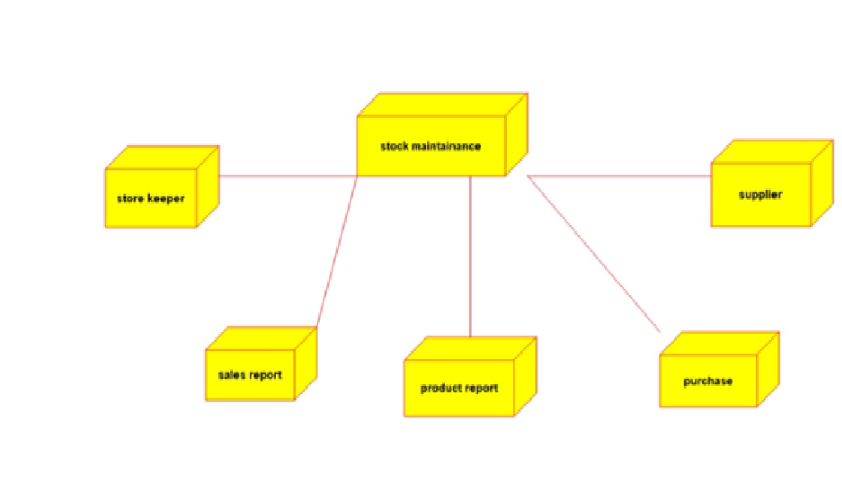 stock maintainance
store keeper
supplier
sales report
product report
purchase